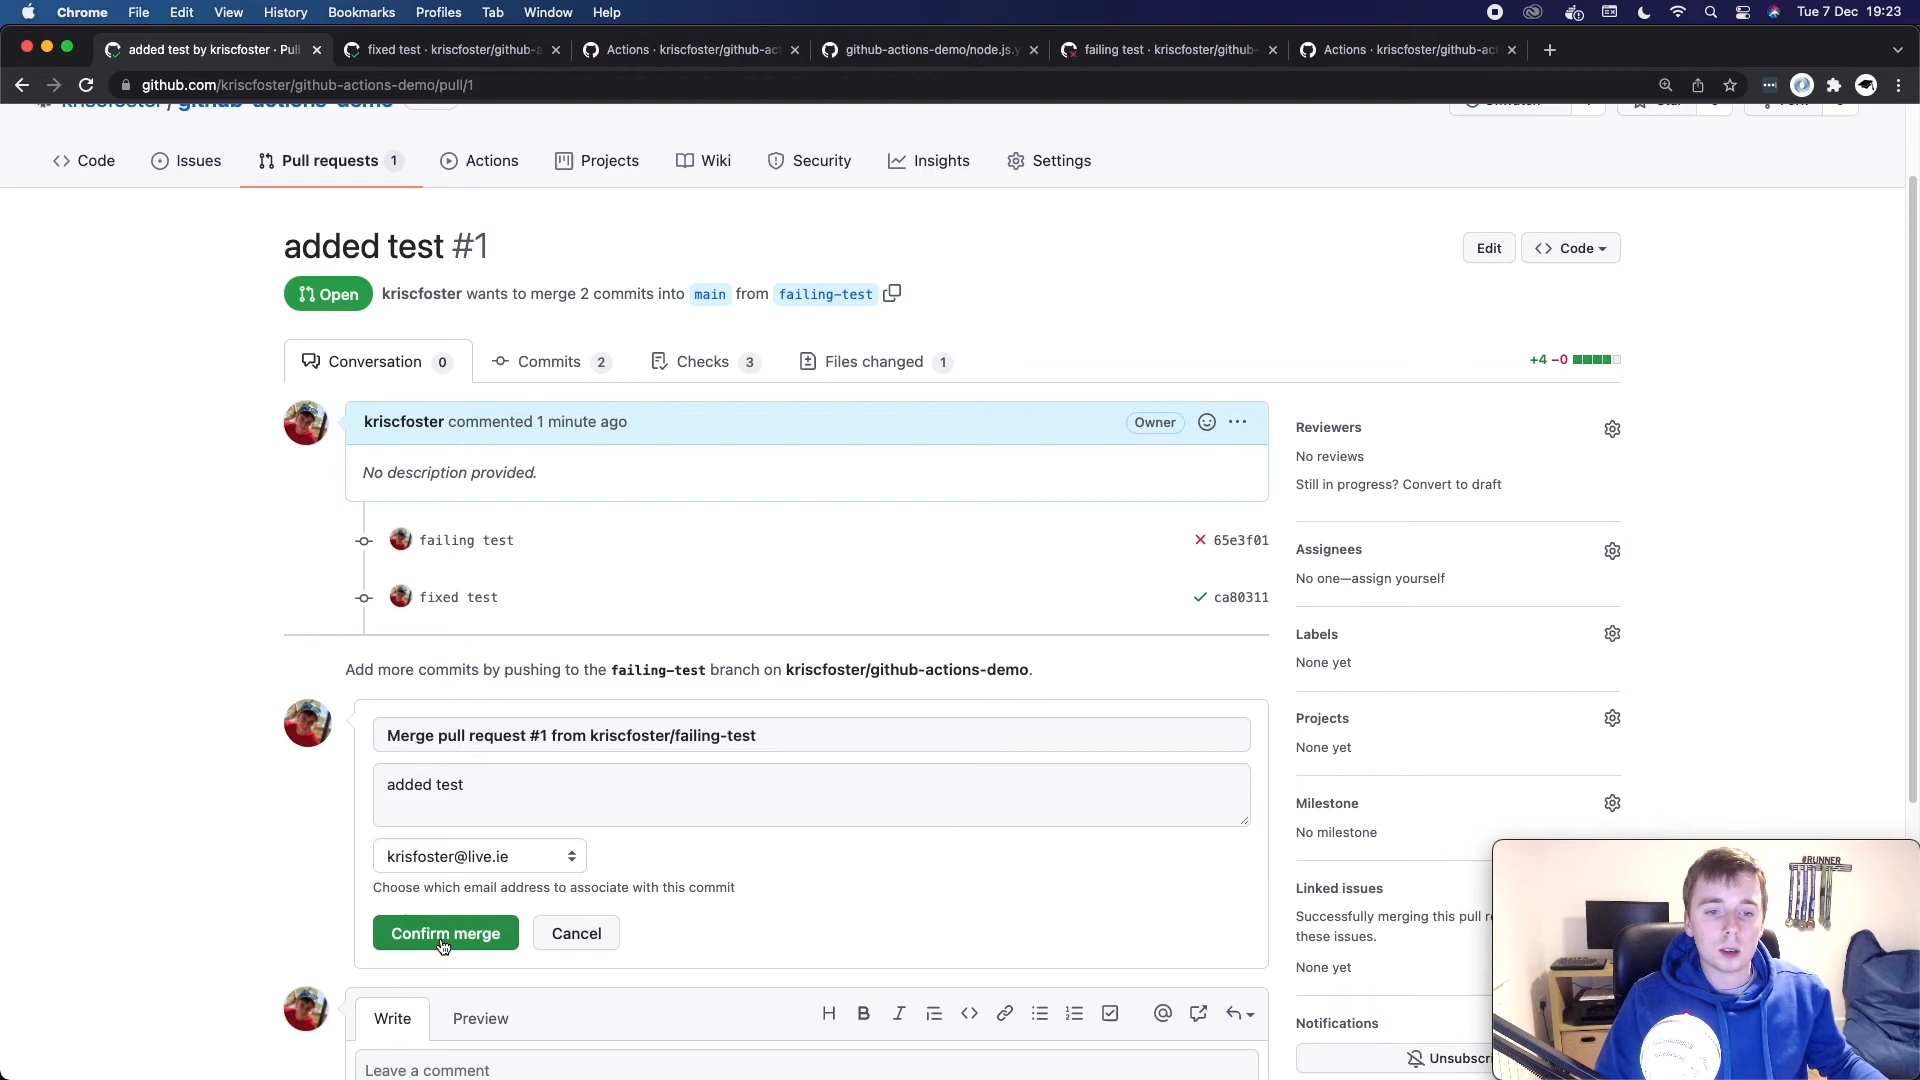 Chrome File Edit View History Bookmarks Profiles Tab Window Help Tue 7 Dec 19:23
added test by kriscfoster · Pull fixed test · kriscfoster/github-a Actions · kriscfoster/github-act github-actions-demo/node.js.y failing test · kriscfoster/github- Actions · kriscfoster/github-act
github.com/kriscfoster/github-actions-demo/pull/1
kriscfoster / github-actions-demo
Code Issues Pull requests 1 Actions Projects Wiki Security Insights Settings
added test #1
Edit Code
Open kriscfoster wants to merge 2 commits into main from failing-test
Conversation 0 Commits 2 Checks 3 Files changed 1 +4 −0
kriscfoster commented 1 minute ago Owner
No description provided.
failing test 65e3f01
fixed test ca80311
Add more commits by pushing to the failing-test branch on kriscfoster/github-actions-demo.
Merge pull request #1 from kriscfoster/failing-test
added test
krisfoster@live.ie
Choose which email address to associate with this commit
Confirm merge Cancel
Write Preview
Leave a comment
Reviewers
No reviews
Still in progress? Convert to draft
Assignees
No one—assign yourself
Labels
None yet
Projects
None yet
Milestone
No milestone
Linked issues
Successfully merging this pull
these issues.
None yet
Notifications
Unsubscri
#RUNNER